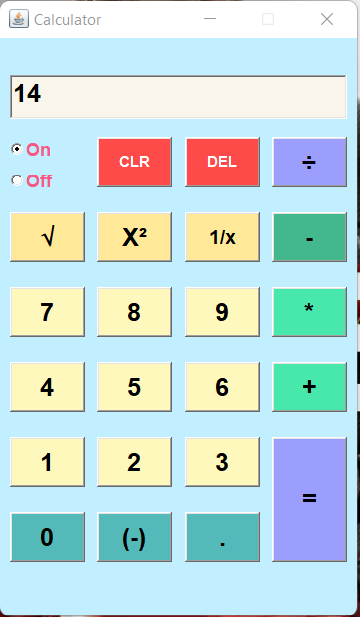 Calculator
14
On
CLR DEL ÷
Off
√ X² 1/x -
7 8 9 *
4 5 6 +
1 2 3
=
0 (-) .